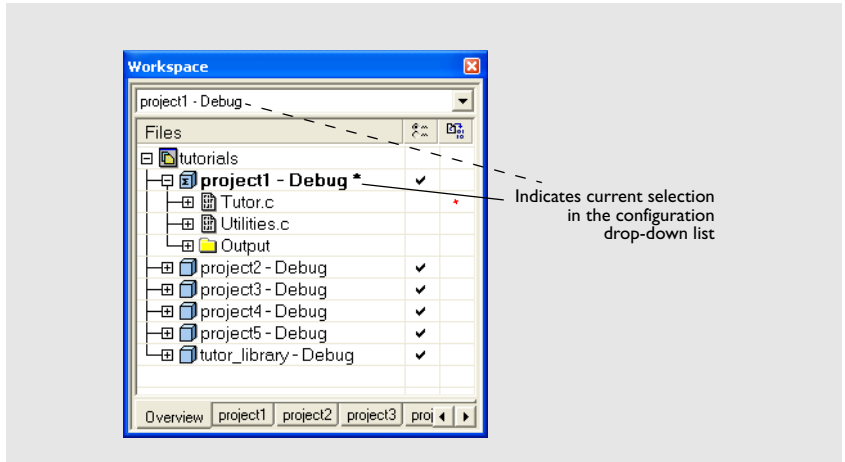 Workspace
project1 - Debug
Files
tutorials
project1 - Debug *
Tutor.c
Utilities.c
Output
project2 - Debug
project3 - Debug
project4 - Debug
project5 - Debug
tutor_library - Debug
Overview project1 project2 project3 proj
Indicates current selection
in the configuration
drop-down list